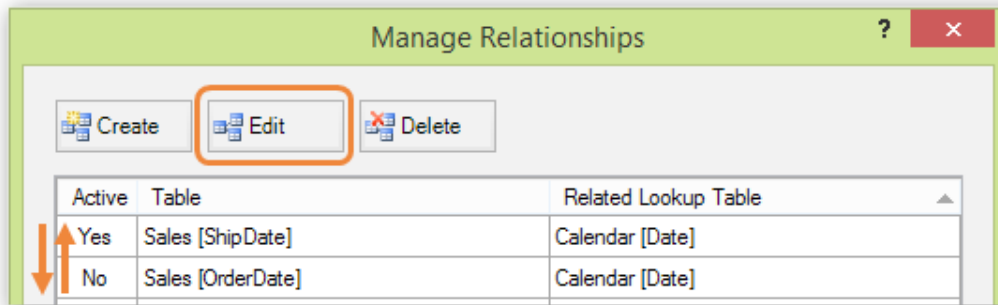 Manage Relationships ? ×
Create Edit Delete
Active Table Related Lookup Table
Yes Sales [ShipDate] Calendar [Date]
No Sales [OrderDate] Calendar [Date]